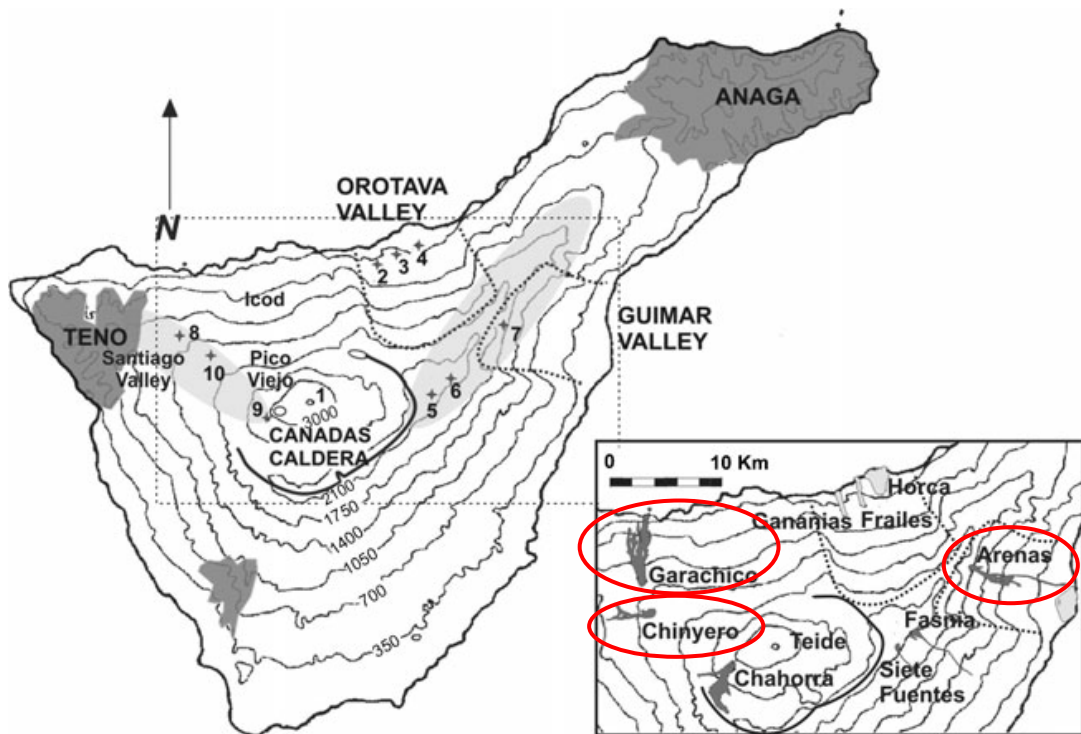 ANAGA
OROTAVA
VALLEY
N
4
3
2
Icod
GUIMAR
VALLEY
7
TENO
8
Santiago
Valley
10
Pico
Viejo
6
5
1
9
3000
CAÑADAS
CALDERA
2100
1750
1400
1050
700
350
0 10 Km
Horca
Gananias Frailes
Arenas
Garachico
Fasnia
Chinyero
Teide
Siete
Fuentes
Chahorra